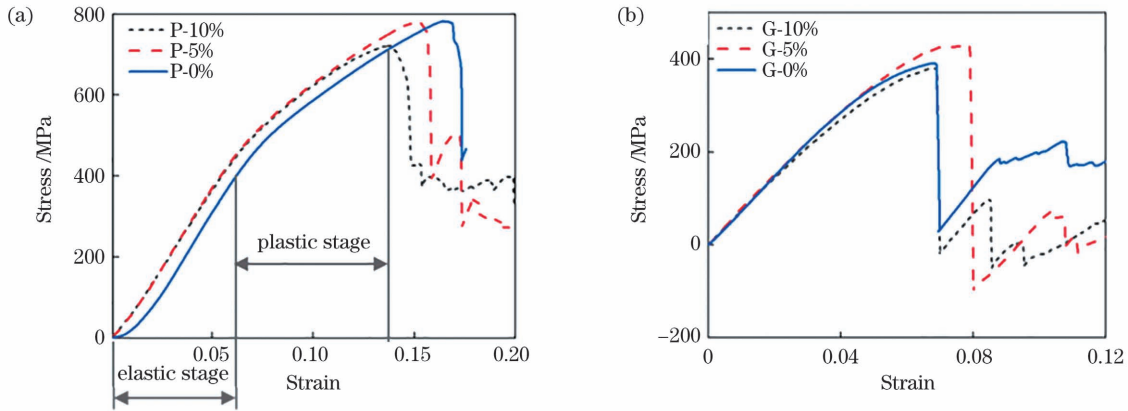 (a)
P-10%
P-5%
P-0%
800
600
400
200
0
Stress /MPa
plastic stage
0.05
0.10
0.15
0.20
elastic stage
Strain
(b)
G-10%
G-5%
G-0%
400
200
0
-200
Stress /MPa
0
0.04
0.08
0.12
Strain